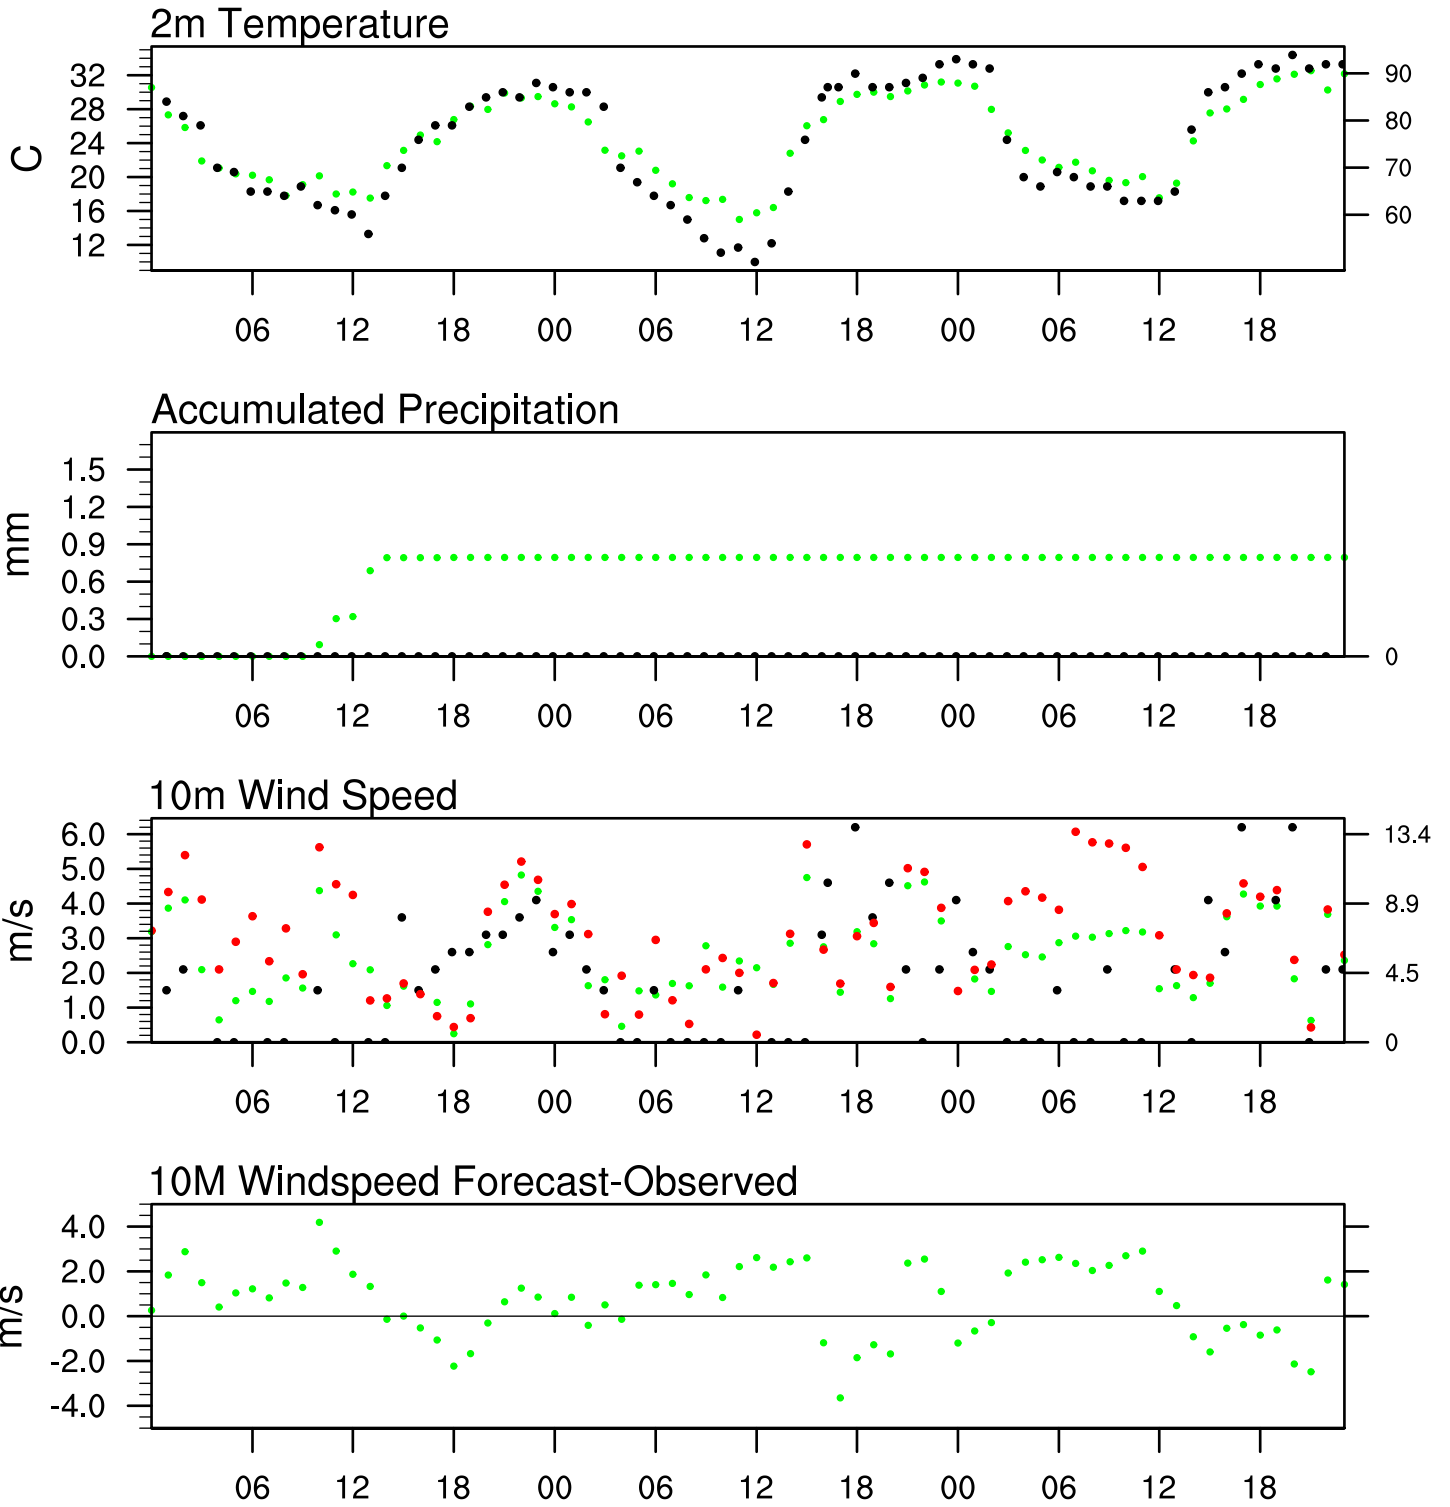 2m Temperature
32
28
24
20
16
12
C
90
80
70
60
06 12 18 00 06 12 18 00 06 12 18
Accumulated Precipitation
1.5
1.2
0.9
0.6
0.3
0.0
mm
0
06 12 18 00 06 12 18 00 06 12 18
10m Wind Speed
6.0
5.0
4.0
3.0
2.0
1.0
0.0
m/s
13.4
8.9
4.5
0
06 12 18 00 06 12 18 00 06 12 18
10M Windspeed Forecast-Observed
4.0
2.0
0.0
-2.0
-4.0
m/s
06 12 18 00 06 12 18 00 06 12 18